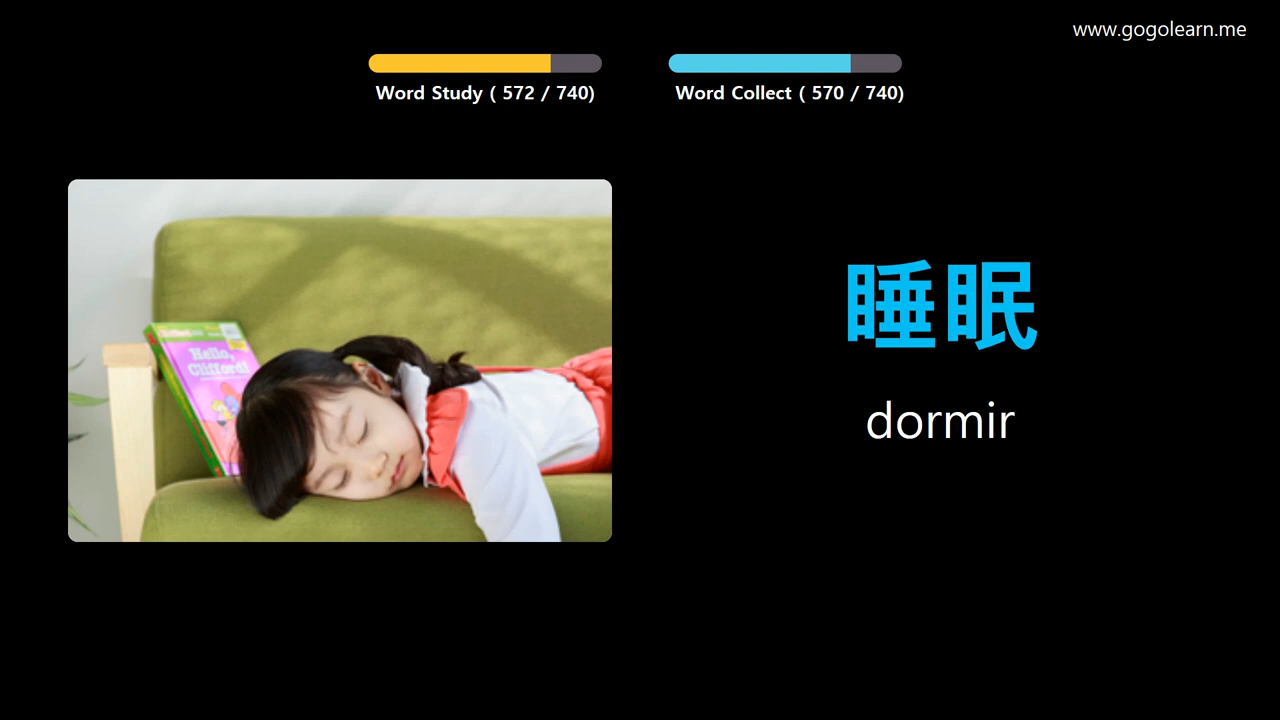 www.gogolearn.me
Word Study ( 572 / 740)
Word Collect ( 570 / 740)
睡眠
dormir
Hello,
Clifford!